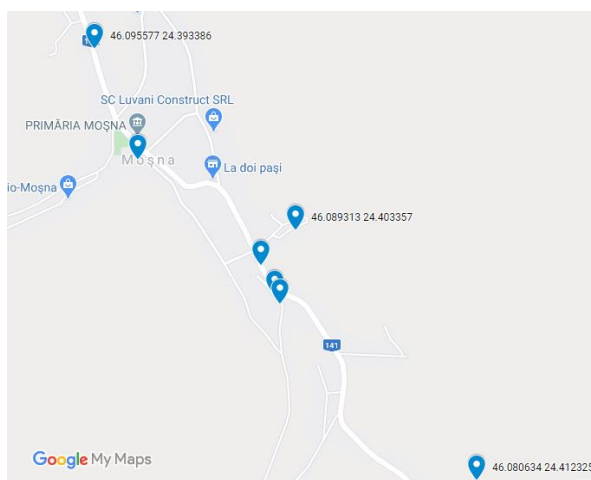 46.095577 24.393386
SC Luvani Construct SRL
PRIMĂRIA MOȘNA
Moșna
La doi pași
io-Moșna
46.089313 24.403357
141
Google My Maps
46.080634 24.412325